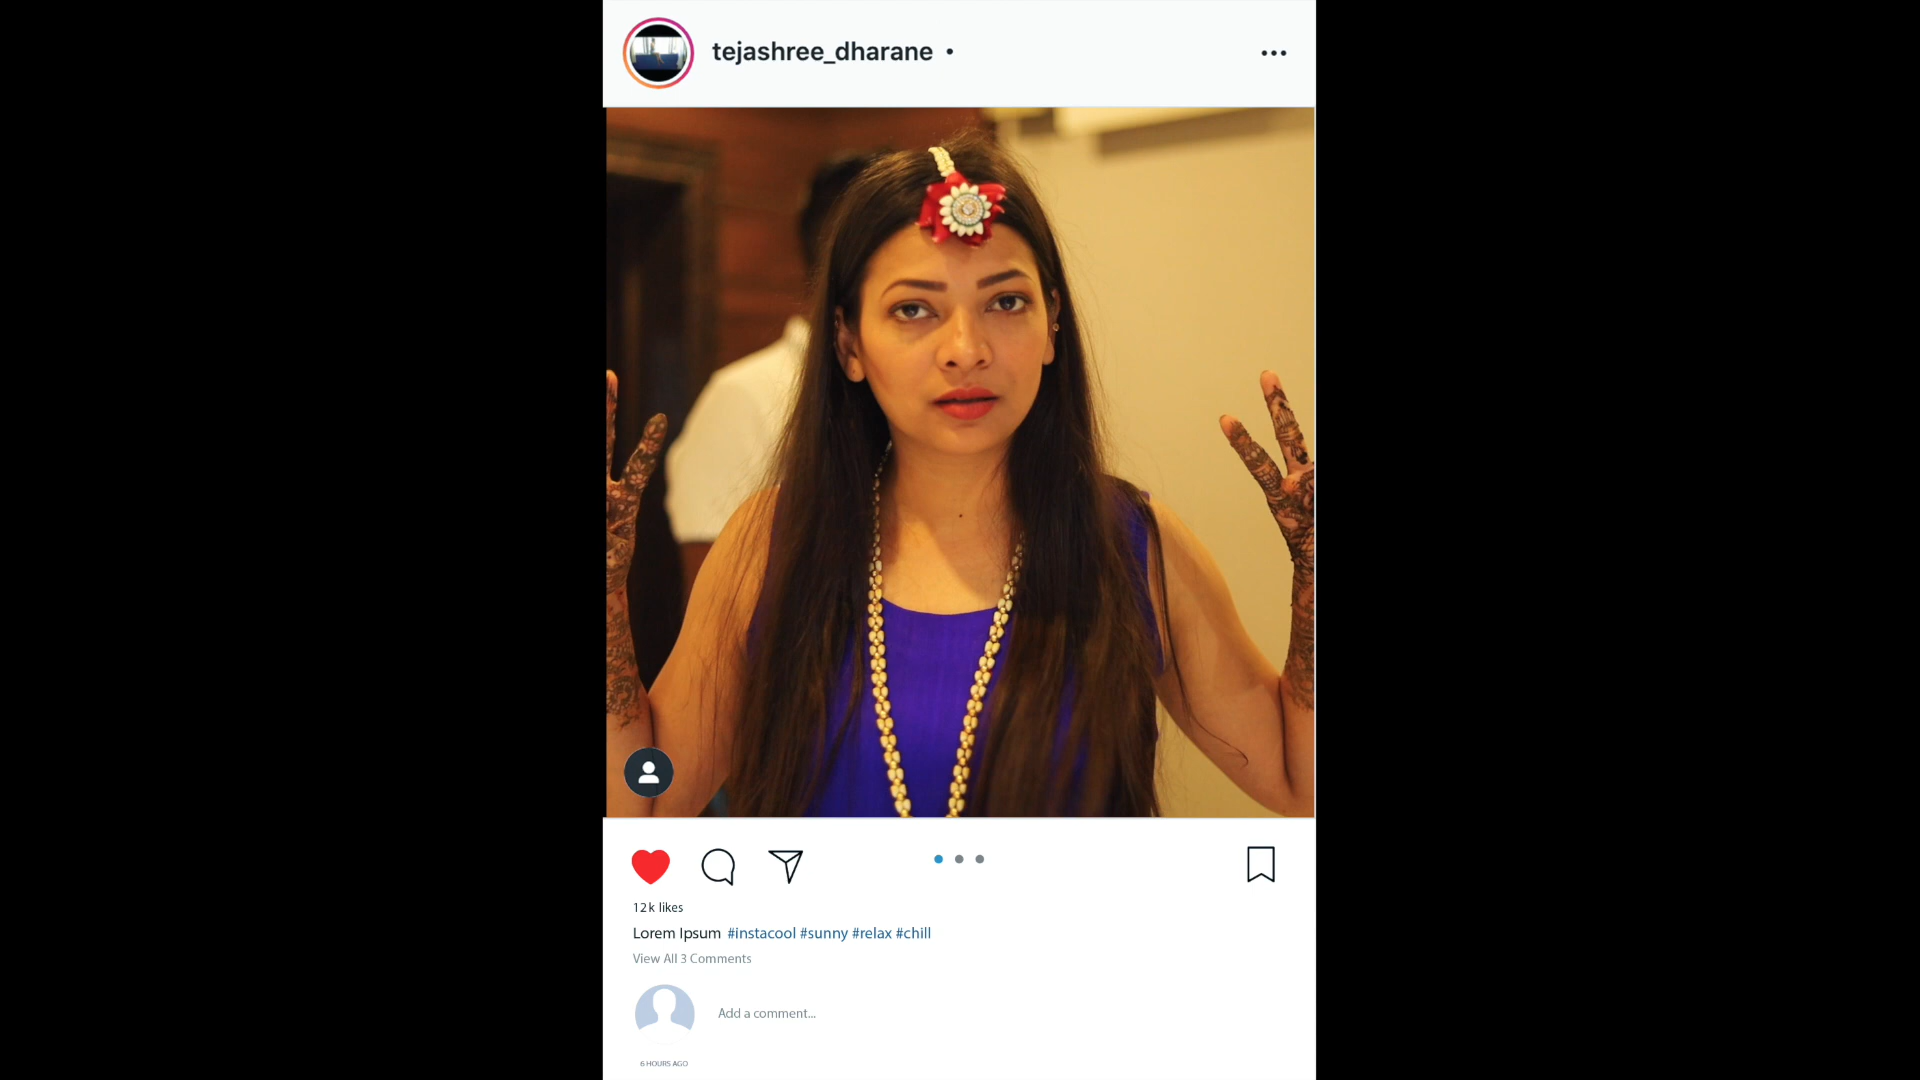 tejashree_dharane •
12k likes
Lorem Ipsum #instacool #sunny #relax #chill
View All 3 Comments
Add a comment...
6 HOURS AGO